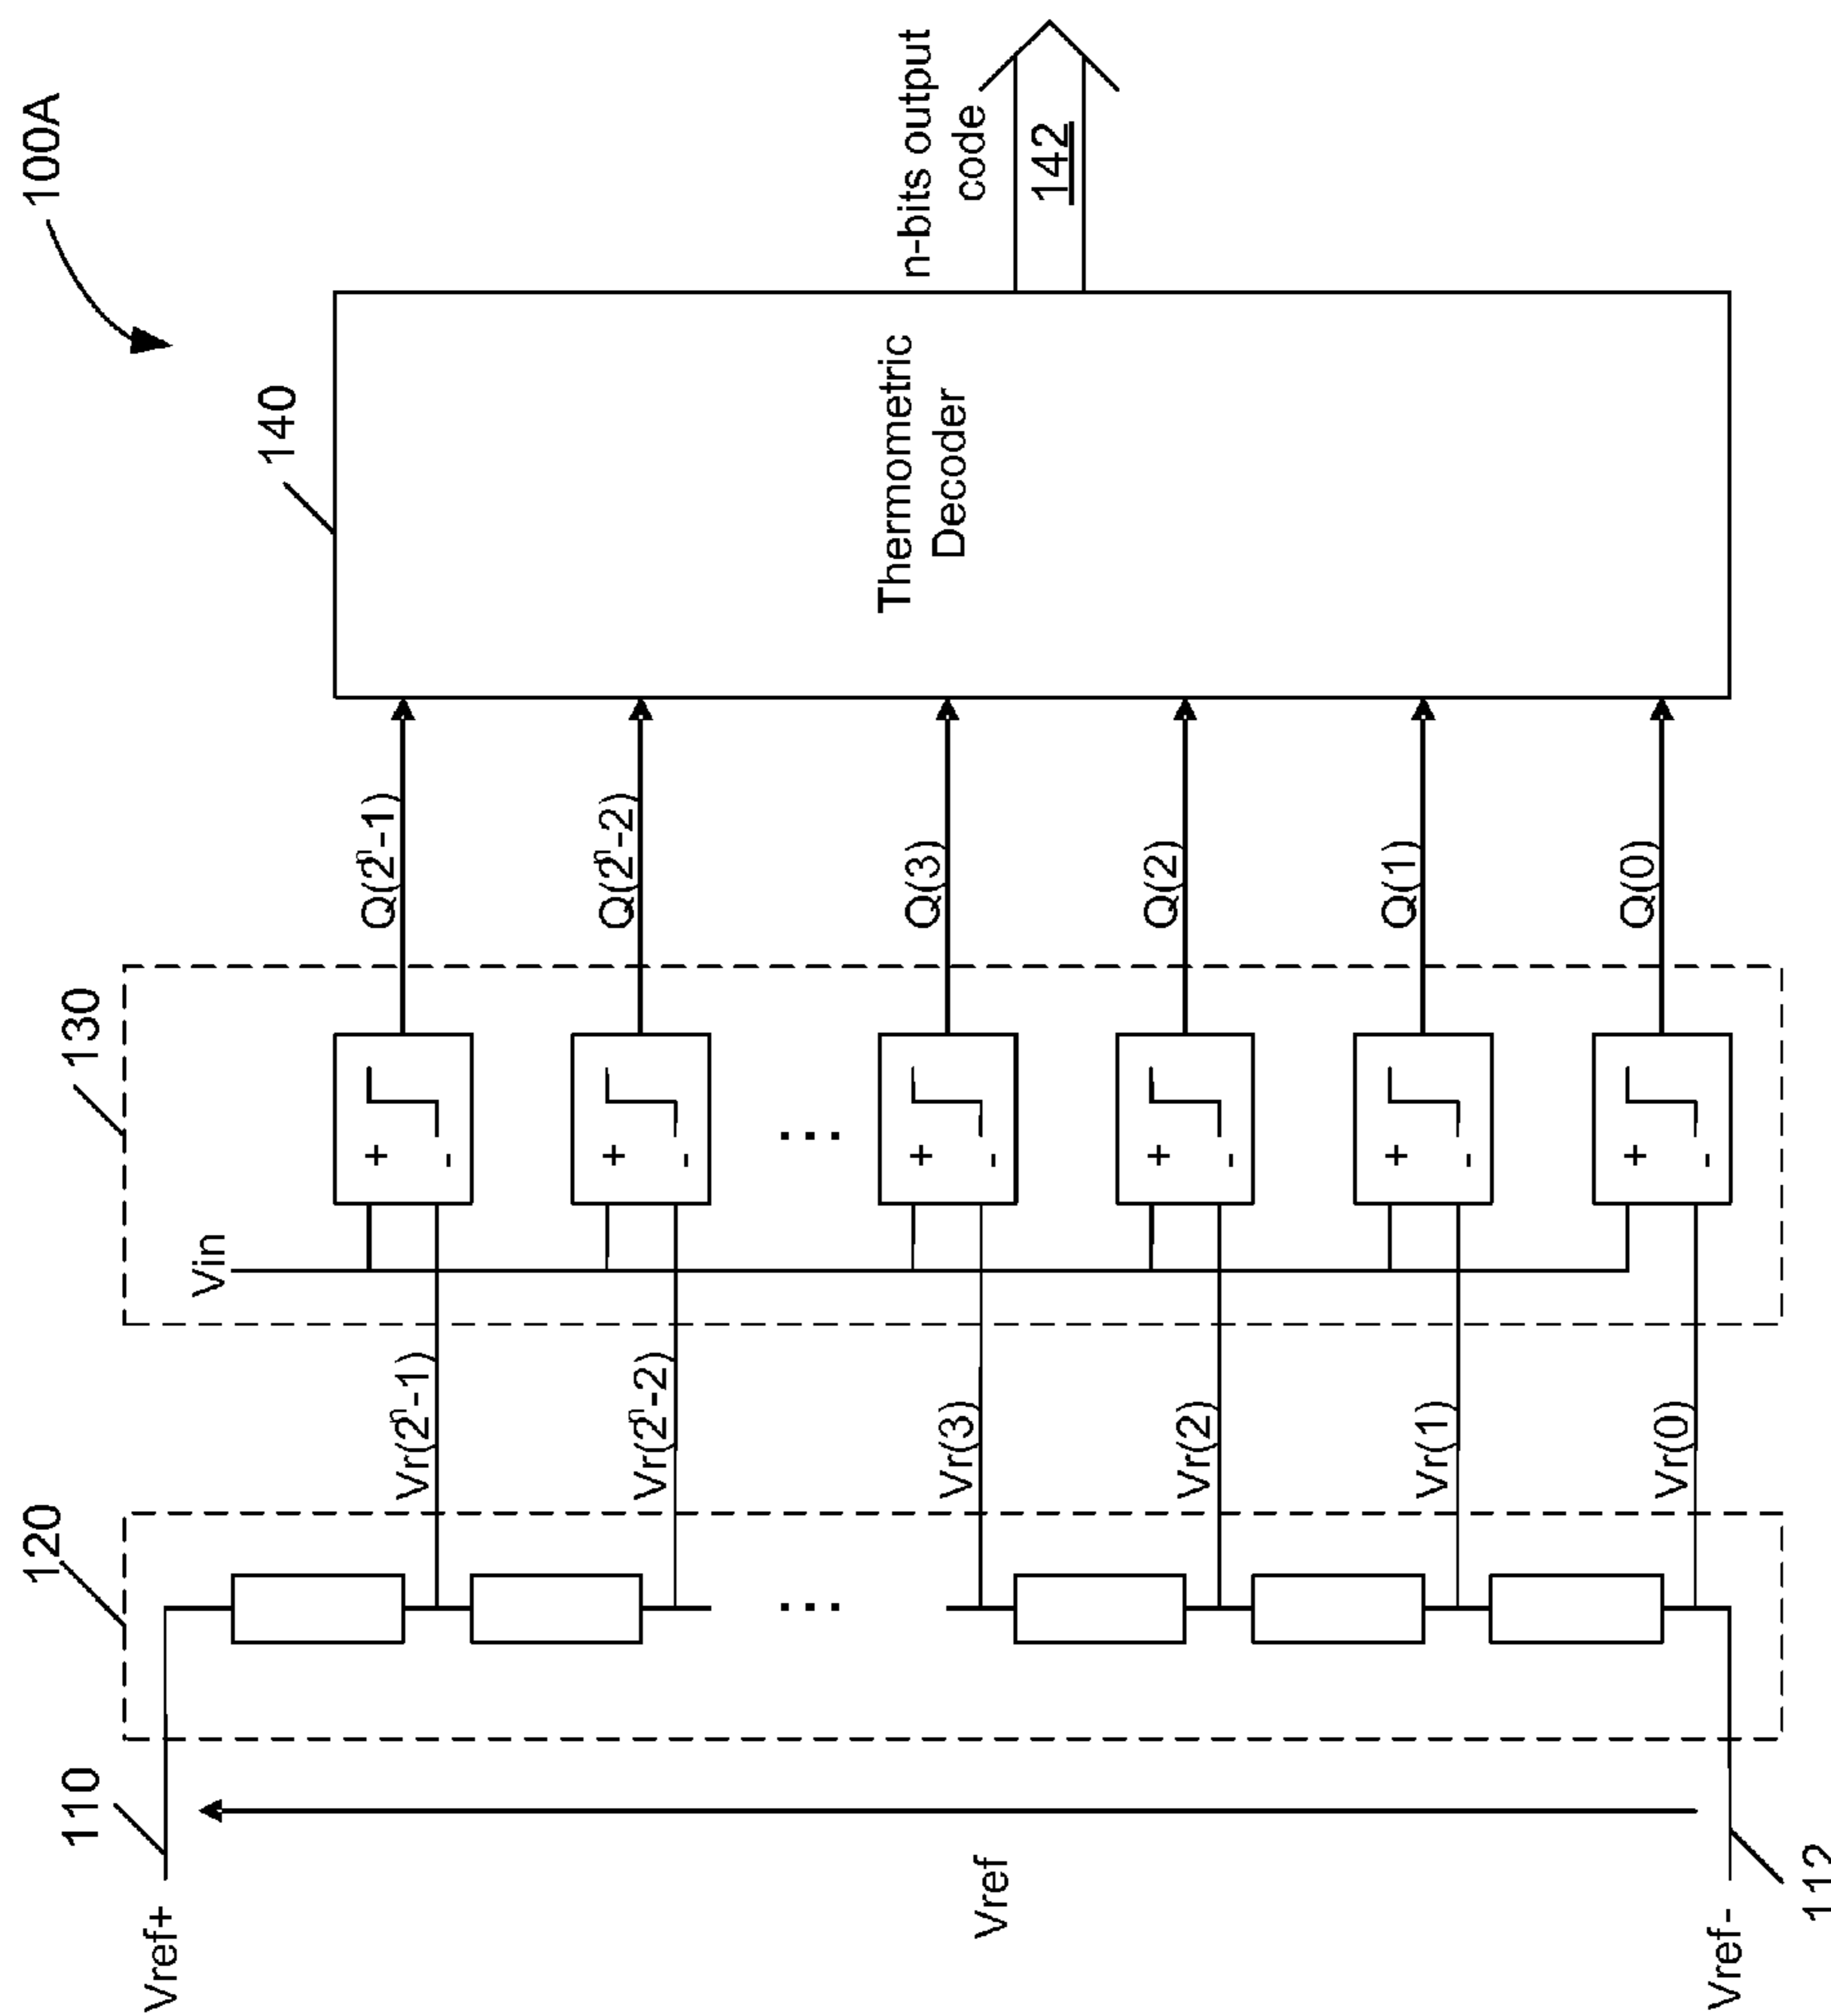 100A
110
120
130
140
Vref+
Vref
Vref-
112
Vr(2ⁿ-1)
Vr(2ⁿ-2)
Vr(3)
Vr(2)
Vr(1)
Vr(0)
Vin
+
-
+
-
...
...
+
-
+
-
+
-
+
-
Q(2ⁿ-1)
Q(2ⁿ-2)
Q(3)
Q(2)
Q(1)
Q(0)
Thermometric
Decoder
n-bits output
code
142